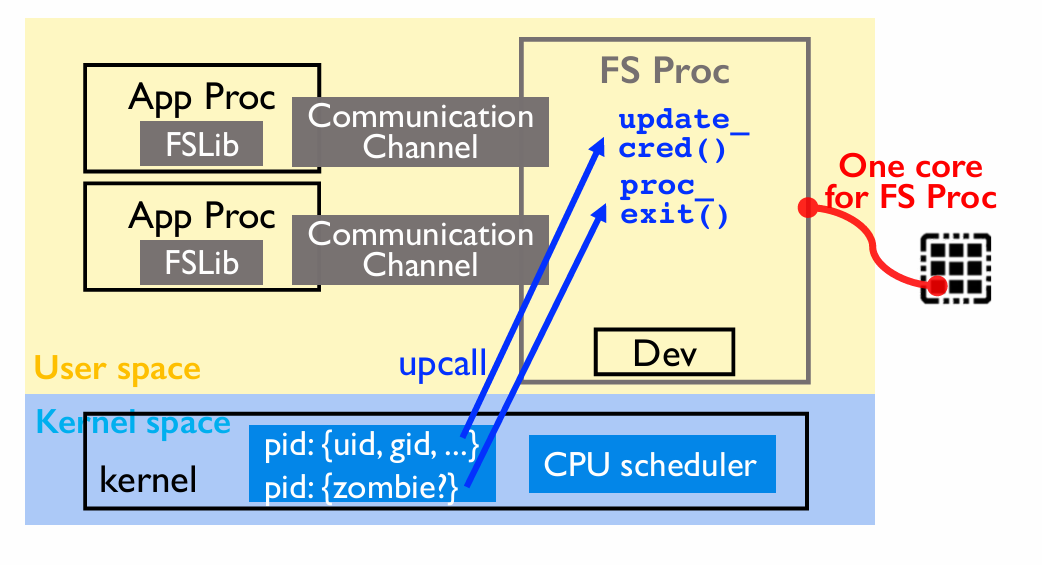 App Proc
FSLib
Communication
Channel
App Proc
FSLib
Communication
Channel
FS Proc
update_
cred()
proc_
exit()
Dev
One core
for FS Proc
upcall
User space
Kernel space
kernel
pid: {uid, gid, ...}
pid: {zombie?}
CPU scheduler